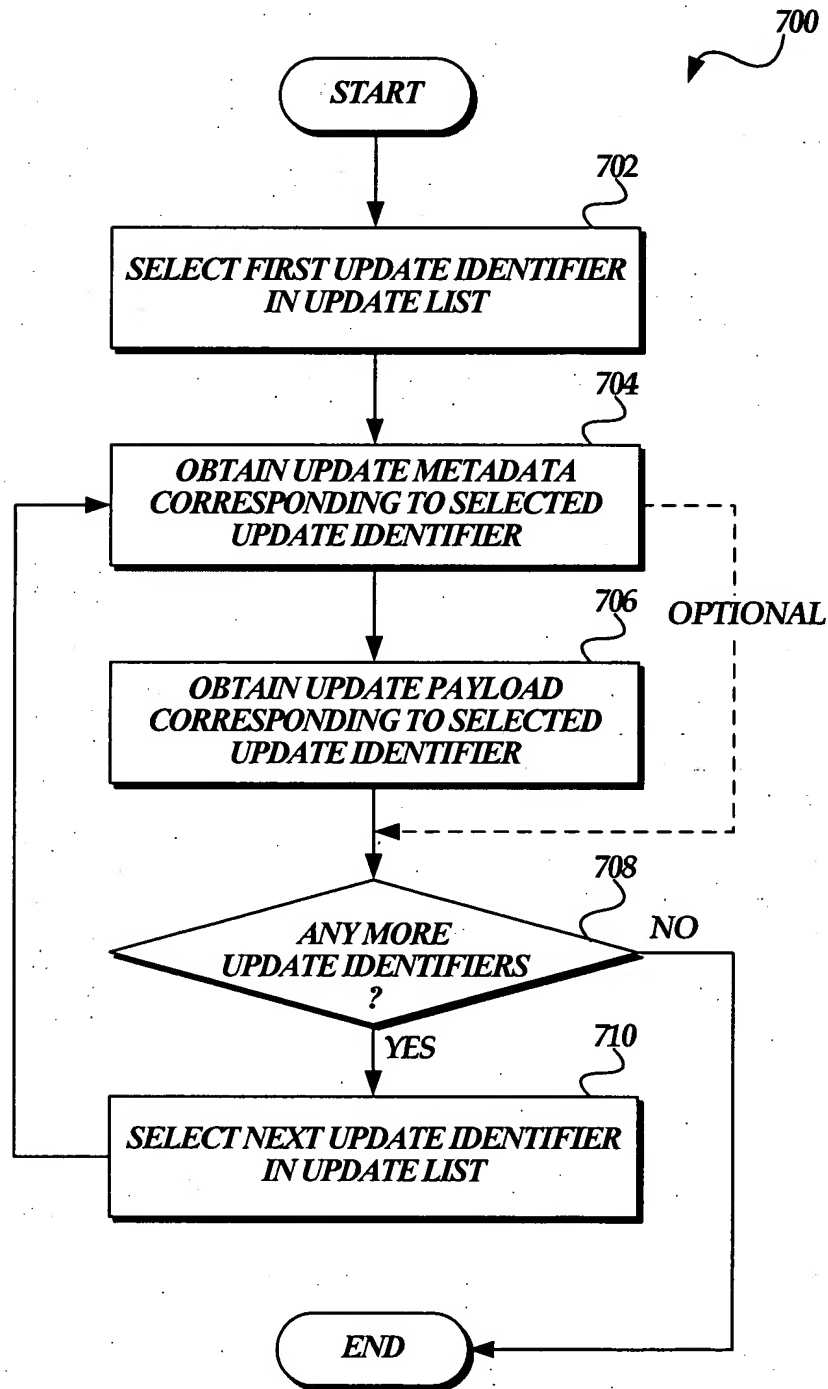 700
START
702
SELECT FIRST UPDATE IDENTIFIER
IN UPDATE LIST
704
OBTAIN UPDATE METADATA
CORRESPONDING TO SELECTED
UPDATE IDENTIFIER
706
OPTIONAL
OBTAIN UPDATE PAYLOAD
CORRESPONDING TO SELECTED
UPDATE IDENTIFIER
708
NO
ANY MORE
UPDATE IDENTIFIERS
?
YES
710
SELECT NEXT UPDATE IDENTIFIER
IN UPDATE LIST
END